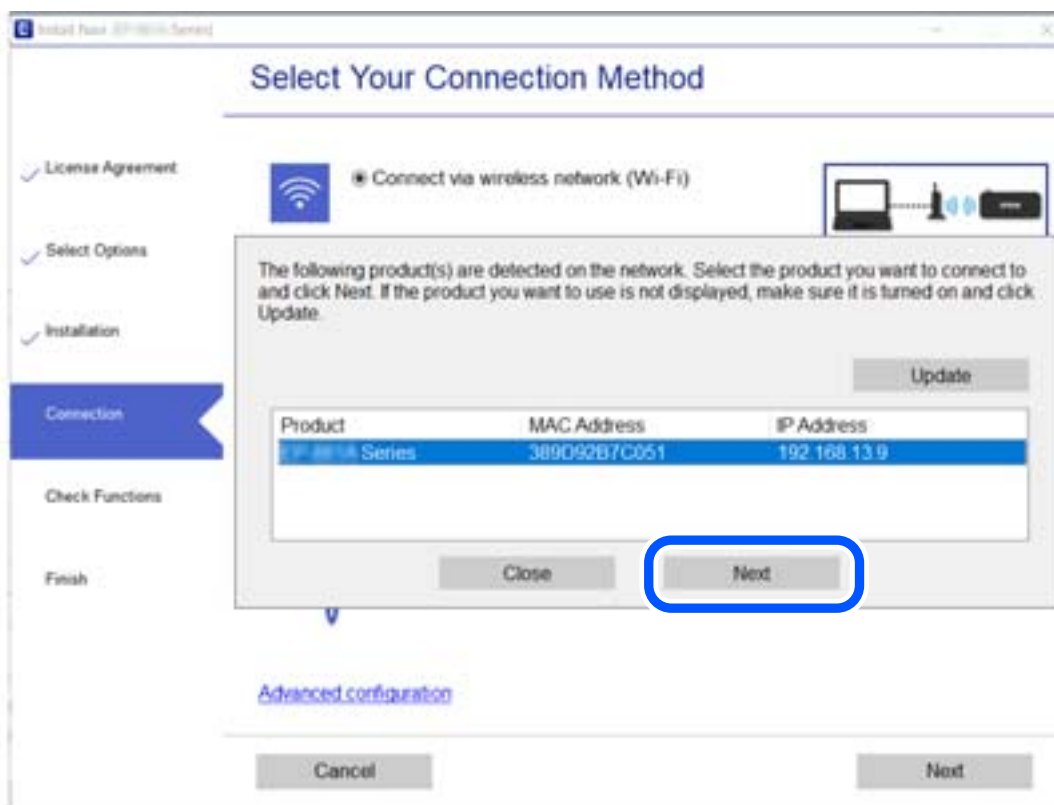 Install Navi
Select Your Connection Method
License Agreement
Select Options
Installation
Connection
Check Functions
Finish
Connect via wireless network (Wi-Fi)
The following product(s) are detected on the network. Select the product you want to connect to
and click Next. If the product you want to use is not displayed, make sure it is turned on and click
Update.
Update
Product MAC Address IP Address
Series 389D92B7C051 192.168.13.9
Close Next
Advanced configuration
Cancel Next